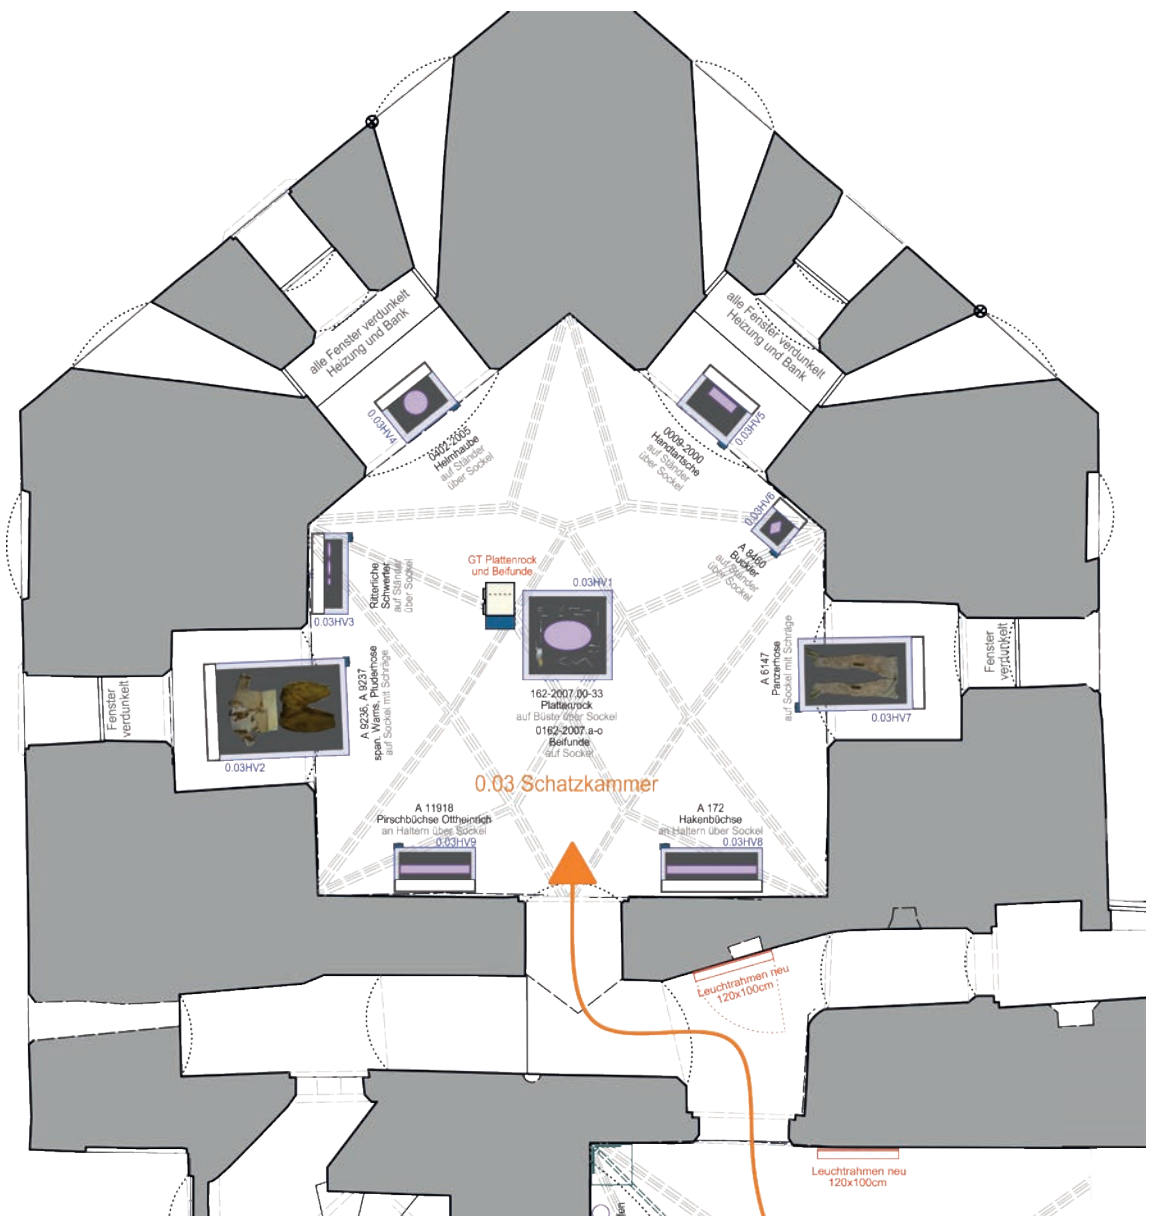 alle Fenster verdunkelt
Heizung und Bank
alle Fenster verdunkelt
Heizung und Bank
0.03HV4
0402-2005
Helmhaube
auf Ständer
über Sockel
0.03HV5
0009-2000
Handtartsche
auf Ständer
über Sockel
0.03HV6
A 8460
Buckler
auf Ständer
über Sockel
GT Plattenrock
und Beifunde
0.03HV1
Ritterliche
Schwerter
auf Ständer
über Sockel
0.03HV3
162-2007.00-33
Plattenrock
auf Büste über Sockel
0162-2007.a-o
Beifunde
auf Sockel
Fenster
verdunkelt
A 9236, A 9237
span. Wams, Pluderhose
auf Sockel mit Schräge
0.03HV2
A 6147
Panzerhose
auf Sockel mit Schräge
0.03HV7
Fenster
verdunkelt
0.03 Schatzkammer
A 11918
Pirschbüchse Ottheinrich
an Haltern über Sockel
0.03HV9
A 172
Hakenbüchse
an Haltern über Sockel
0.03HV8
Leuchtrahmen neu
120x100cm
Leuchtrahmen neu
120x100cm